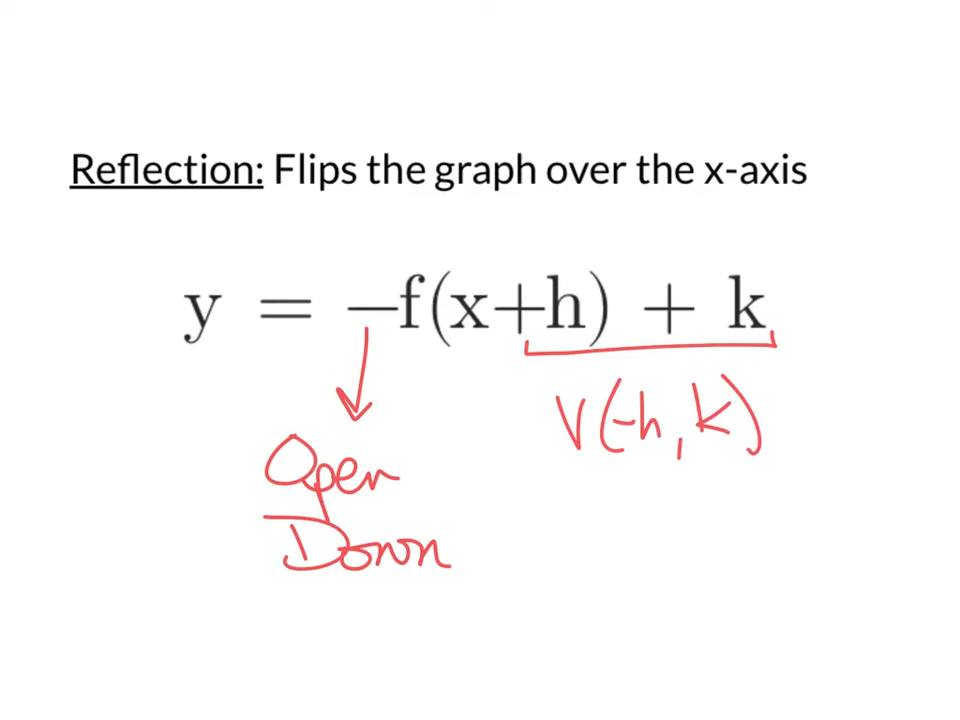 Reflection: Flips the graph over the x-axis
y = −f(x+h) + k
V(-h, k)
Open
Down